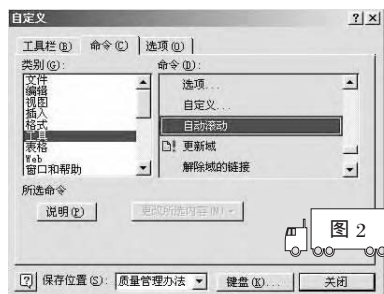 自定义
工具栏(B) 命令(C) 选项(O)
类别(G): 命令(D):
文件
编辑
视图
插入
格式
工具
表格
Web
窗口和帮助
选项...
自定义...
自动滚动
更新域
解除域的链接
所选命令
说明(P) 更改所选内容(M)
图 2
保存位置(S): 质量管理办法 键盘(K)... 关闭